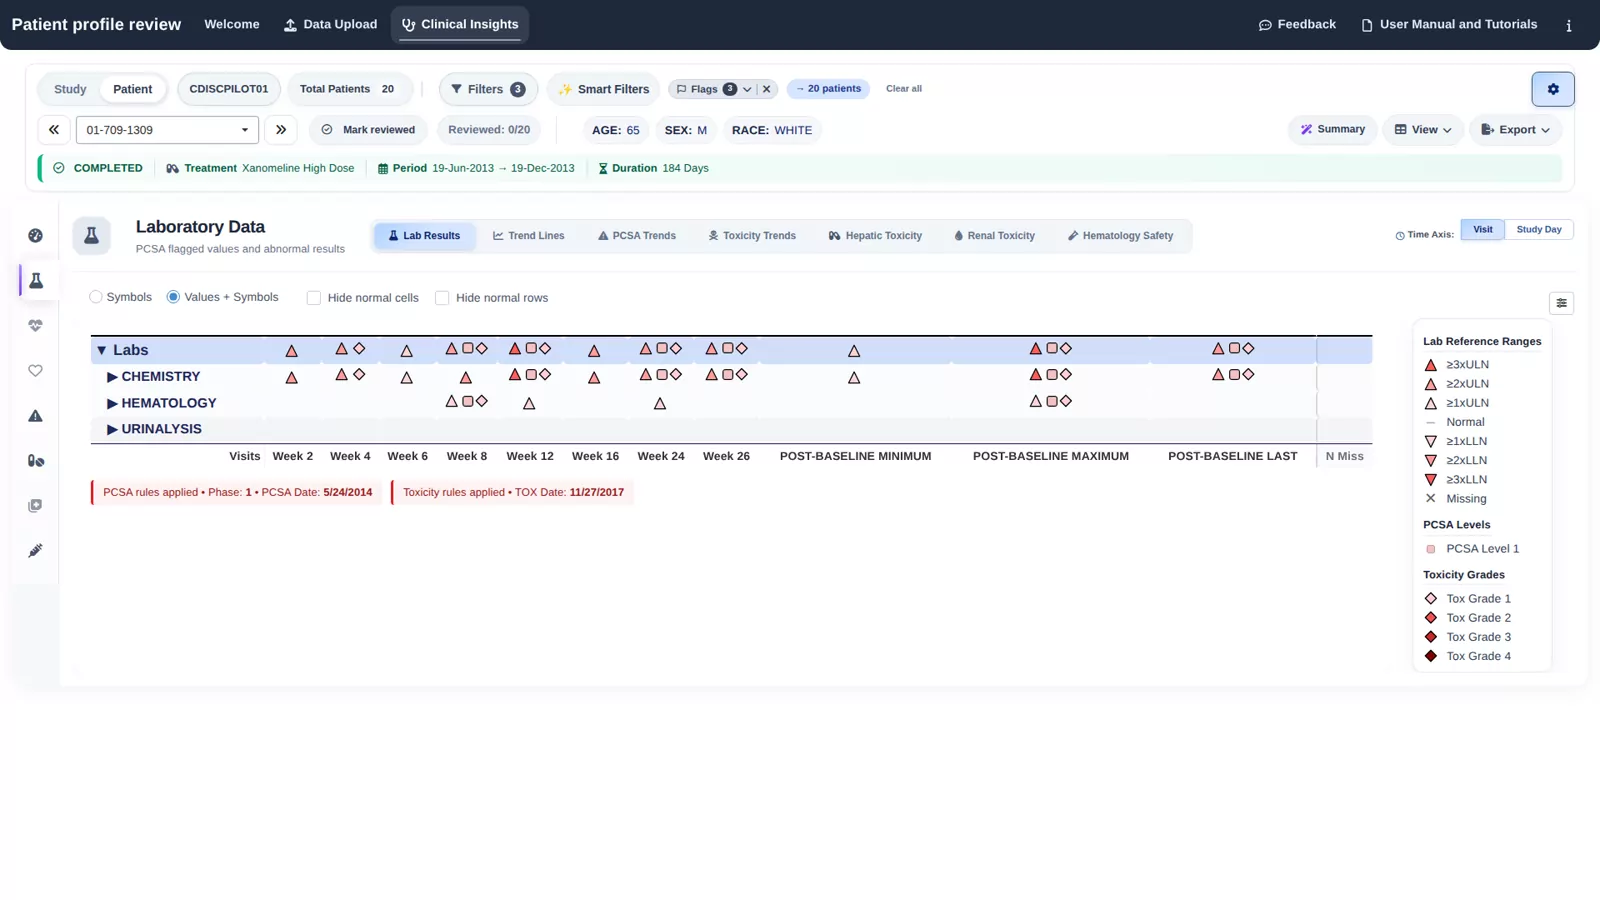 Patient profile review Welcome Data Upload Clinical Insights Feedback User Manual and Tutorials i
Study Patient CDISCPILOT01 Total Patients 20 Filters 3 Smart Filters Flags 3 → 20 patients Clear all
01-709-1309 Mark reviewed Reviewed: 0/20 AGE: 65 SEX: M RACE: WHITE Summary View Export
COMPLETED Treatment Xanomeline High Dose Period 19-Jun-2013 → 19-Dec-2013 Duration 184 Days
Laboratory Data
PCSA flagged values and abnormal results
Lab Results Trend Lines PCSA Trends Toxicity Trends Hepatic Toxicity Renal Toxicity Hematology Safety
Time Axis: Visit Study Day
Symbols Values + Symbols Hide normal cells Hide normal rows
▼ Labs
▶ CHEMISTRY
▶ HEMATOLOGY
▶ URINALYSIS
Visits Week 2 Week 4 Week 6 Week 8 Week 12 Week 16 Week 24 Week 26 POST-BASELINE MINIMUM POST-BASELINE MAXIMUM POST-BASELINE LAST N Miss
PCSA rules applied • Phase: 1 • PCSA Date: 5/24/2014
Toxicity rules applied • TOX Date: 11/27/2017
Lab Reference Ranges
≥3xULN
≥2xULN
≥1xULN
Normal
≥1xLLN
≥2xLLN
≥3xLLN
Missing
PCSA Levels
PCSA Level 1
Toxicity Grades
Tox Grade 1
Tox Grade 2
Tox Grade 3
Tox Grade 4